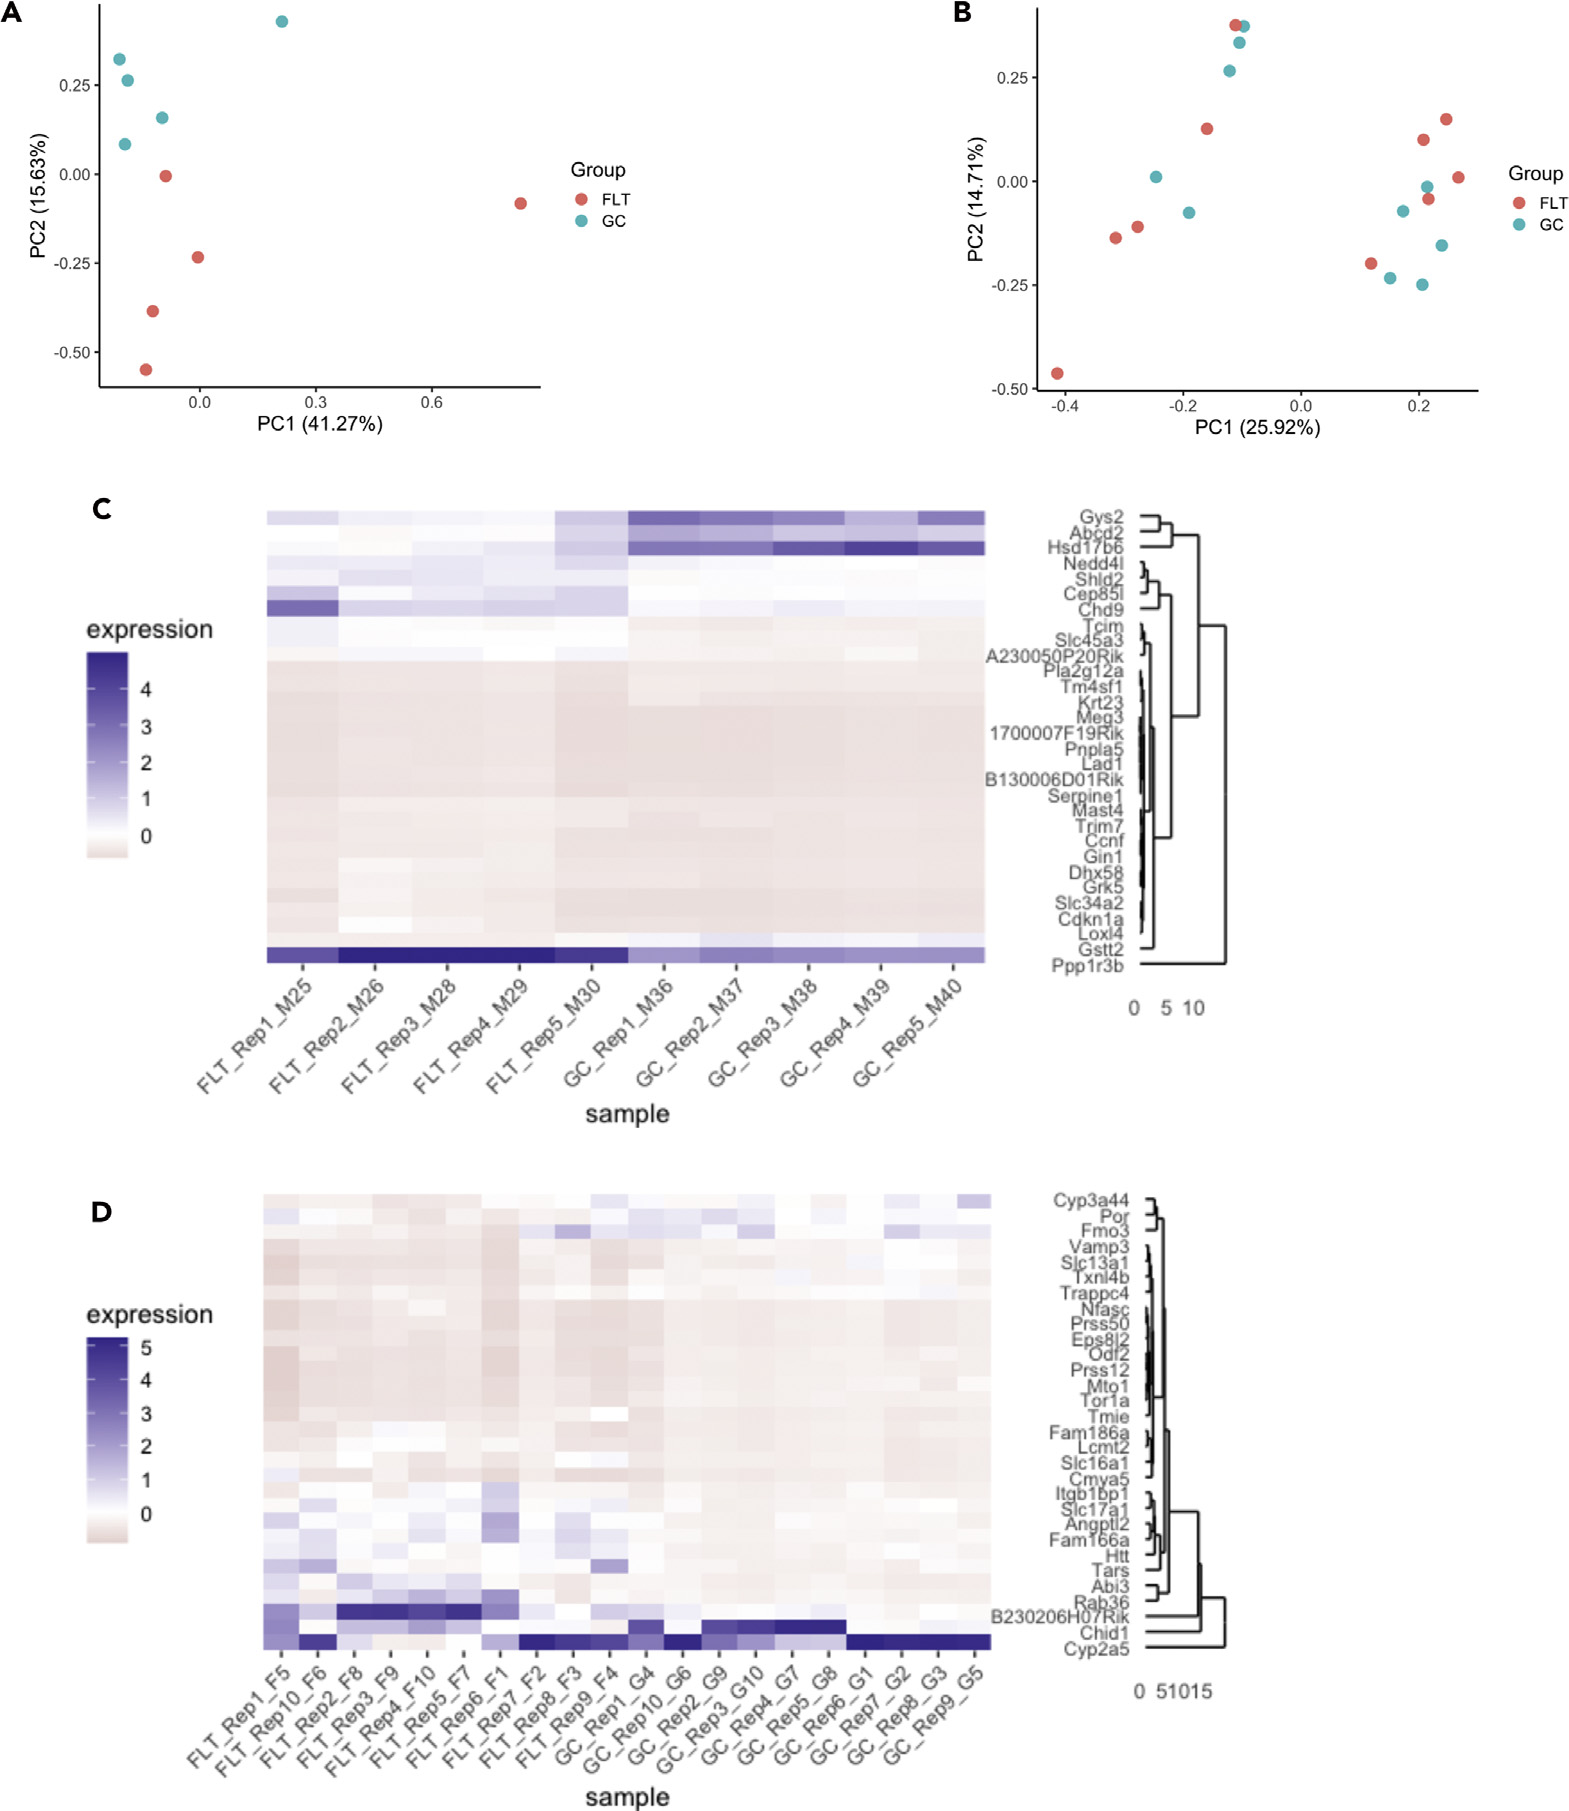 A
0.25
0.00
-0.25
-0.50
PC2 (15.63%)
0.0
0.3
0.6
PC1 (41.27%)
Group
FLT
GC
B
0.25
0.00
-0.25
-0.50
PC2 (14.71%)
-0.4
-0.2
0.0
0.2
PC1 (25.92%)
Group
FLT
GC
C
expression
4
3
2
1
0
Gys2
Abcd2
Hsd17b6
Nedd4l
Shld2
Cep85l
Chd9
Tcim
Slc45a3
A230050P20Rik
Pla2g12a
Tm4sf1
Krt23
Meg3
1700007F19Rik
Pnpla5
Lad1
B130006D01Rik
Serpine1
Mast4
Trim7
Ccnf
Gin1
Dhx58
Grk5
Slc34a2
Cdkn1a
Loxl4
Gstt2
Ppp1r3b
0 5 10
FLT_Rep1_M25
FLT_Rep2_M26
FLT_Rep3_M28
FLT_Rep4_M29
FLT_Rep5_M30
GC_Rep1_M36
GC_Rep2_M37
GC_Rep3_M38
GC_Rep4_M39
GC_Rep5_M40
sample
D
expression
5
4
3
2
1
0
Cyp3a44
Por
Fmo3
Vamp3
Slc13a1
Txnl4b
Trappc4
Nfasc
Prss50
Eps8l2
Odf2
Prss12
Mto1
Tor1a
Tmie
Fam186a
Lcmt2
Slc16a1
Cmya5
Itgb1bp1
Slc17a1
Angptl2
Fam166a
Htt
Tars
Abi3
Rab36
B230206H07Rik
Chid1
Cyp2a5
0 51015
FLT_Rep1_F5
FLT_Rep10_F6
FLT_Rep2_F8
FLT_Rep3_F9
FLT_Rep4_F10
FLT_Rep5_F7
FLT_Rep6_F1
FLT_Rep7_F2
FLT_Rep8_F3
FLT_Rep9_F4
GC_Rep1_G4
GC_Rep10_G6
GC_Rep2_G9
GC_Rep3_G10
GC_Rep4_G7
GC_Rep5_G8
GC_Rep6_G1
GC_Rep7_G2
GC_Rep8_G3
GC_Rep9_G5
sample